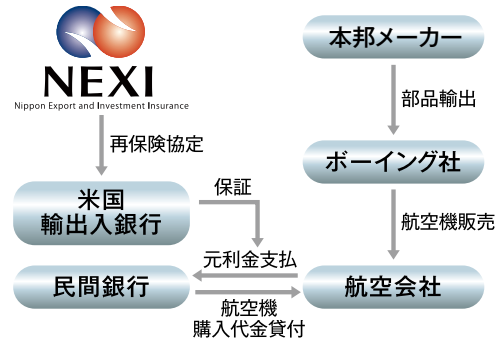 NEXI
Nippon Export and Investment Insurance
再保険協定
米国
輸出入銀行
保証
元利金支払
民間銀行
航空機
購入代金貸付
本邦メーカー
部品輸出
ボーイング社
航空機販売
航空会社